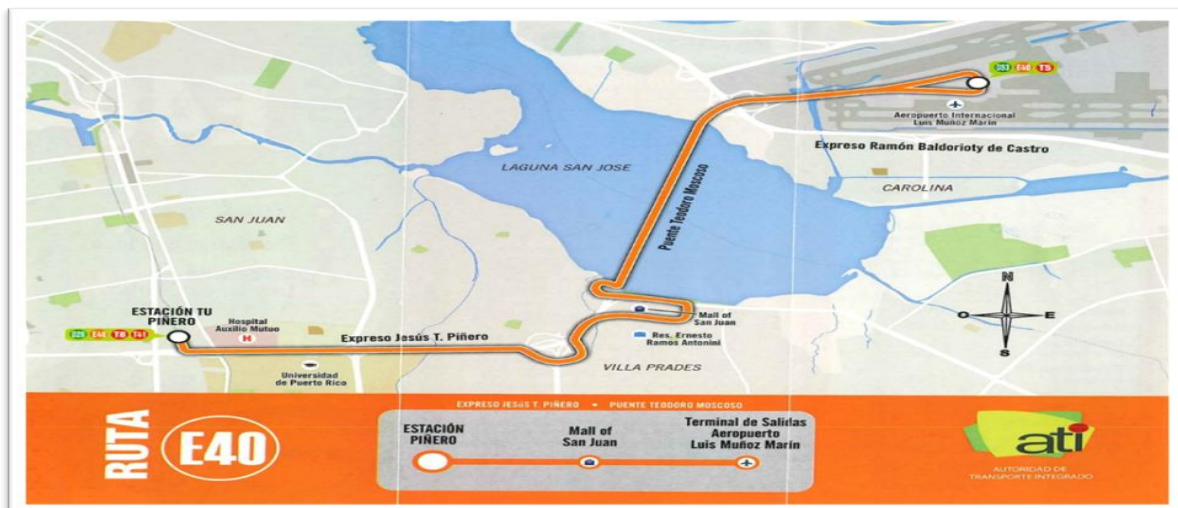 D53 E40 T5
Aeropuerto Internacional
Luis Muñoz Marín
Expreso Ramón Baldorioty de Castro
LAGUNA SAN JOSE
CAROLINA
Puente Teodoro Moscoso
SAN JUAN
N
O E
S
ESTACIÓN TU
PIÑERO
E40
Hospital
Auxilio Mutuo
H
Expreso Jesús T. Piñero
Mall of
San Juan
Res. Ernesto
Ramos Antonini
Universidad
de Puerto Rico
VILLA PRADES
EXPRESO JESÚS T. PIÑERO • PUENTE TEODORO MOSCOSO
RUTA
E40
ESTACIÓN
PIÑERO
Mall of
San Juan
Terminal de Salidas
Aeropuerto
Luis Muñoz Marín
ati
AUTORIDAD DE
TRANSPORTE INTEGRADO